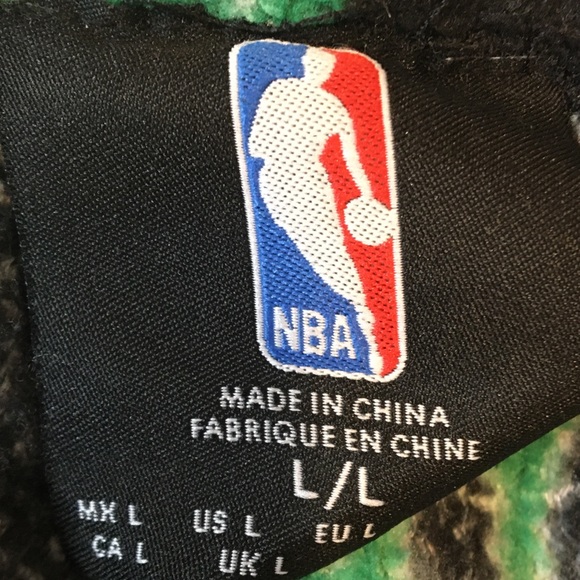 NBA
MADE IN CHINA
FABRIQUE EN CHINE
L/L
MX L US L EU L
CA L UK L